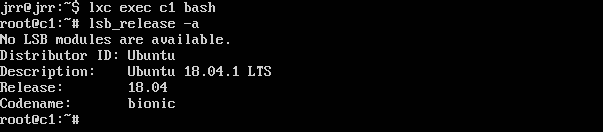 jrr@jrr:~$ lxc exec c1 bash
root@c1:~# lsb_release -a
No LSB modules are available.
Distributor ID: Ubuntu
Description:    Ubuntu 18.04.1 LTS
Release:        18.04
Codename:       bionic
root@c1:~#